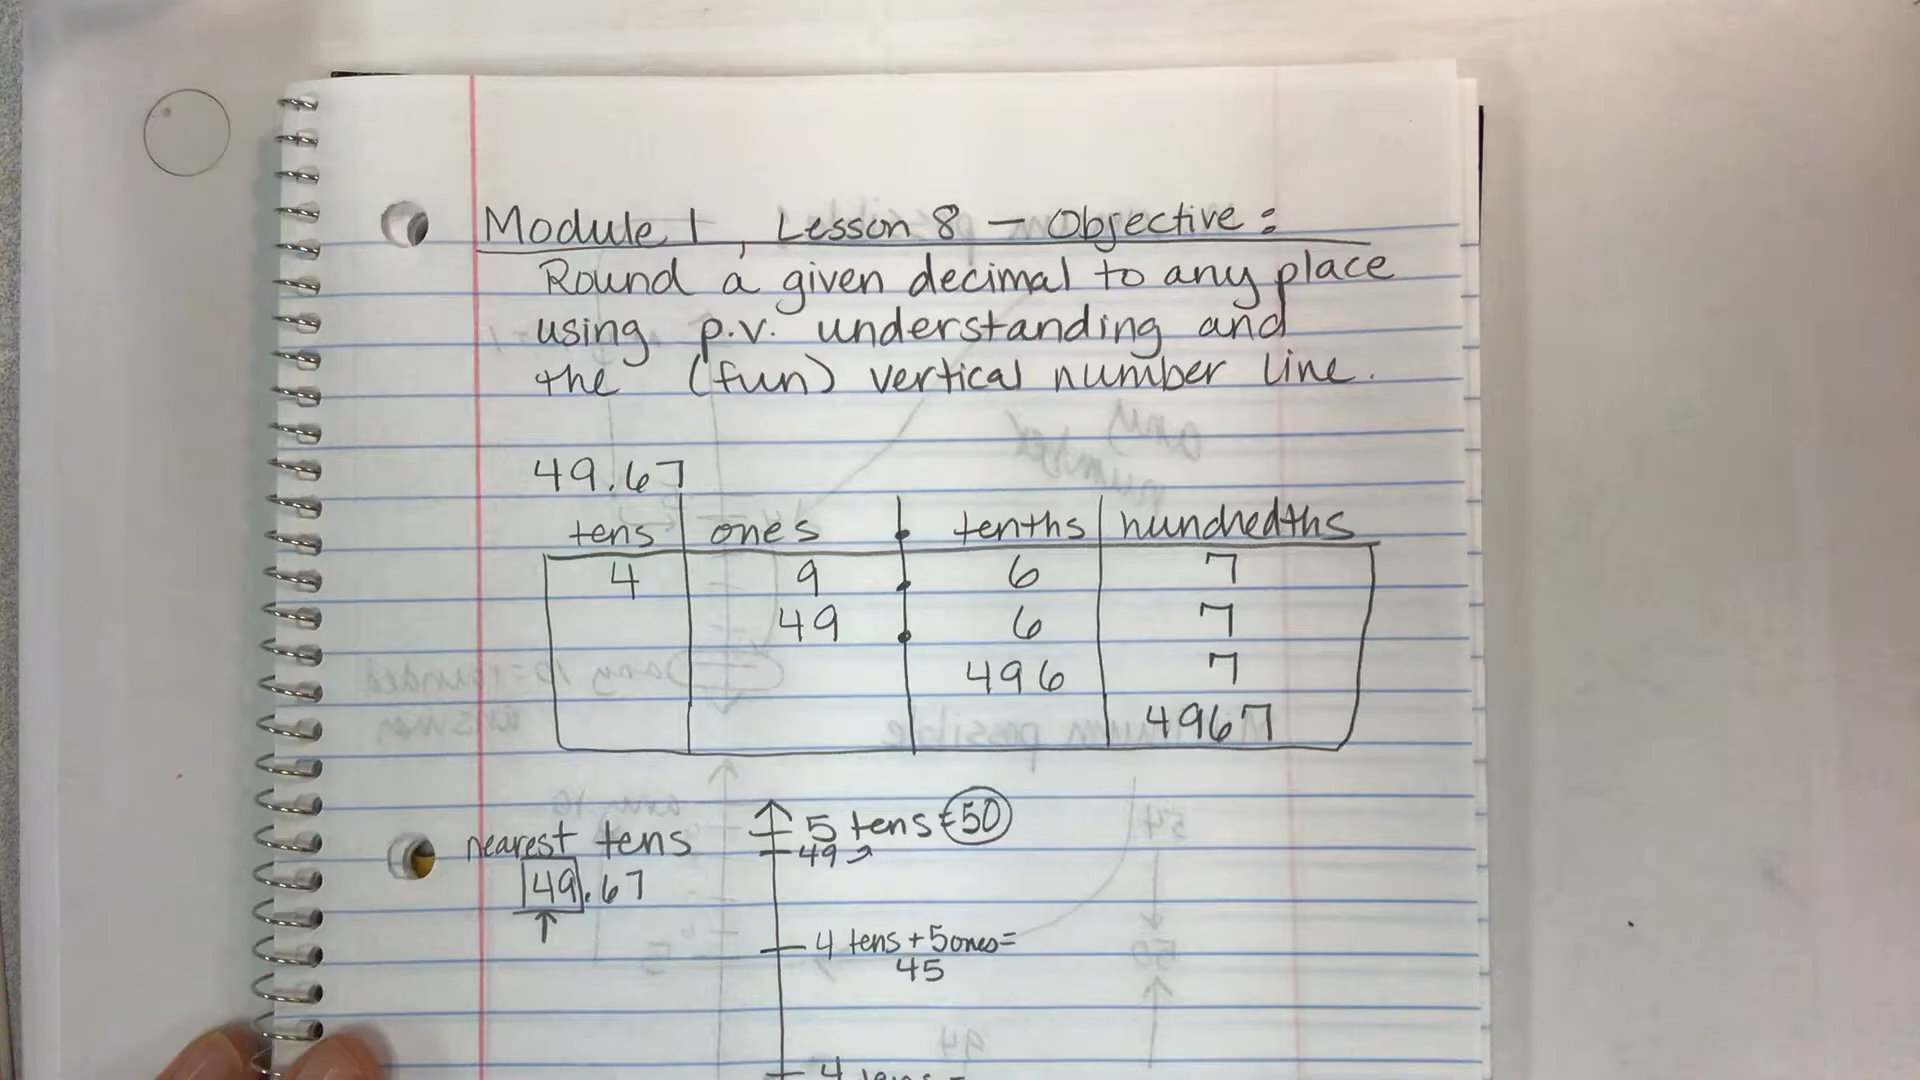 Module 1, Lesson 8 — Objective:
Round a given decimal to any place
using p.v. understanding and
the (fun) vertical number line.
49.67
tens ones . tenths hundredths
4 9 . 6 7
49 . 6 7
496 7
4967
nearest tens
49.67
5 tens = 50
49
4 tens + 5 ones =
45
4 tens =